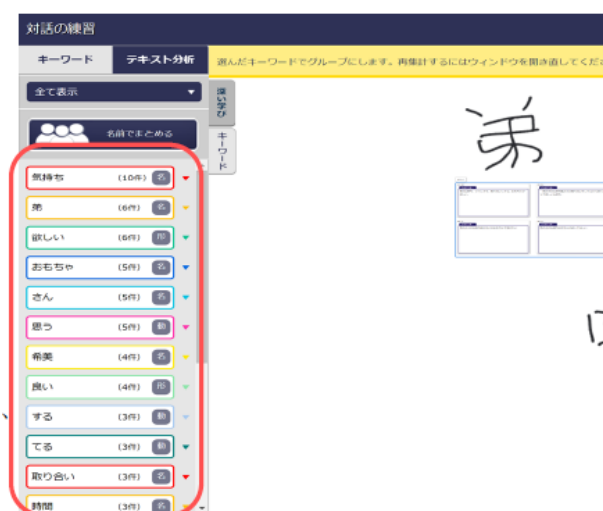 対話の練習
キーワード
テキスト分析
選んだキーワードでグループにします。再集計するにはウィンドウを開き直してくださ
全て表示
深い学び
キーワード
名前でまとめる
気持ち (10件) 名
弟 (6件) 名
欲しい (6件) 形
おもちゃ (5件) 名
さん (5件) 名
思う (5件) 動
希美 (4件) 名
良い (4件) 形
する (3件) 動
てる (3件) 動
取り合い (3件) 名
時間 (3件) 名
弟